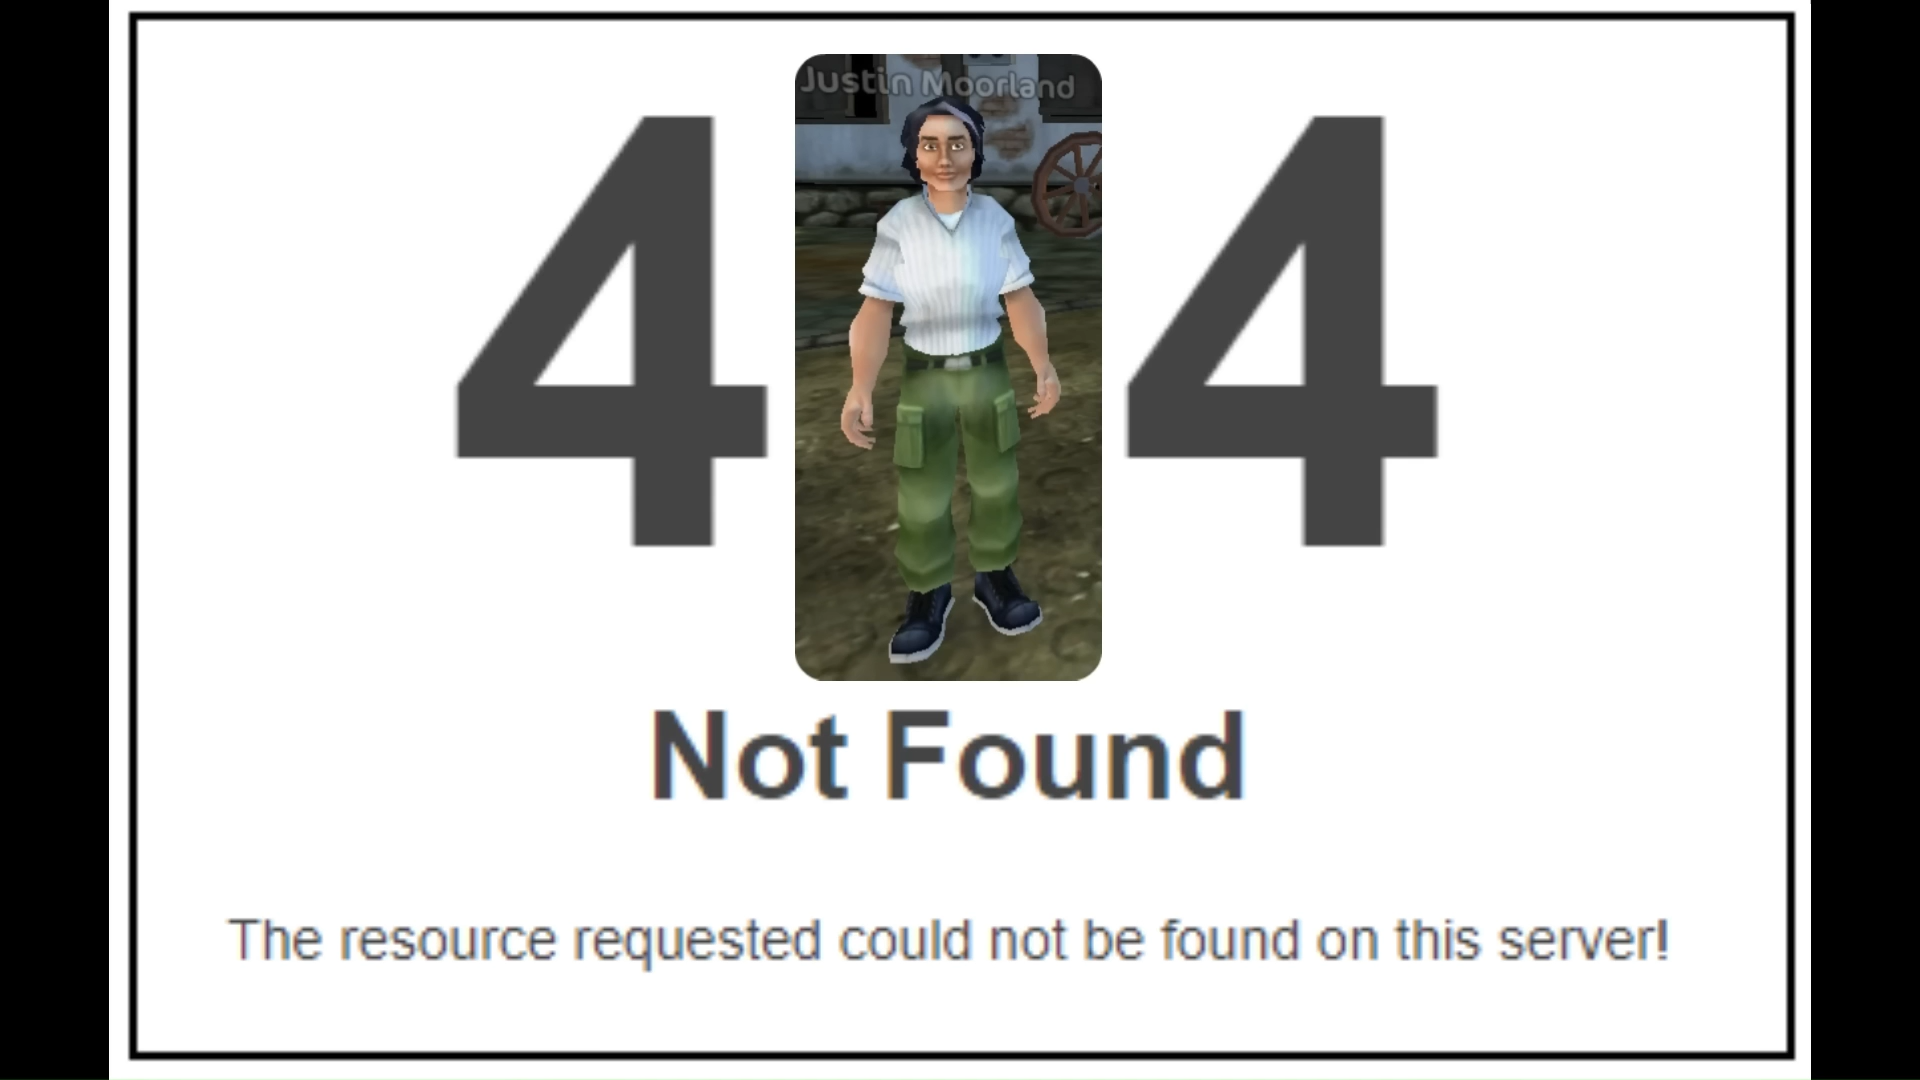 Justin Moorland
4 4
Not Found
The resource requested could not be found on this server!